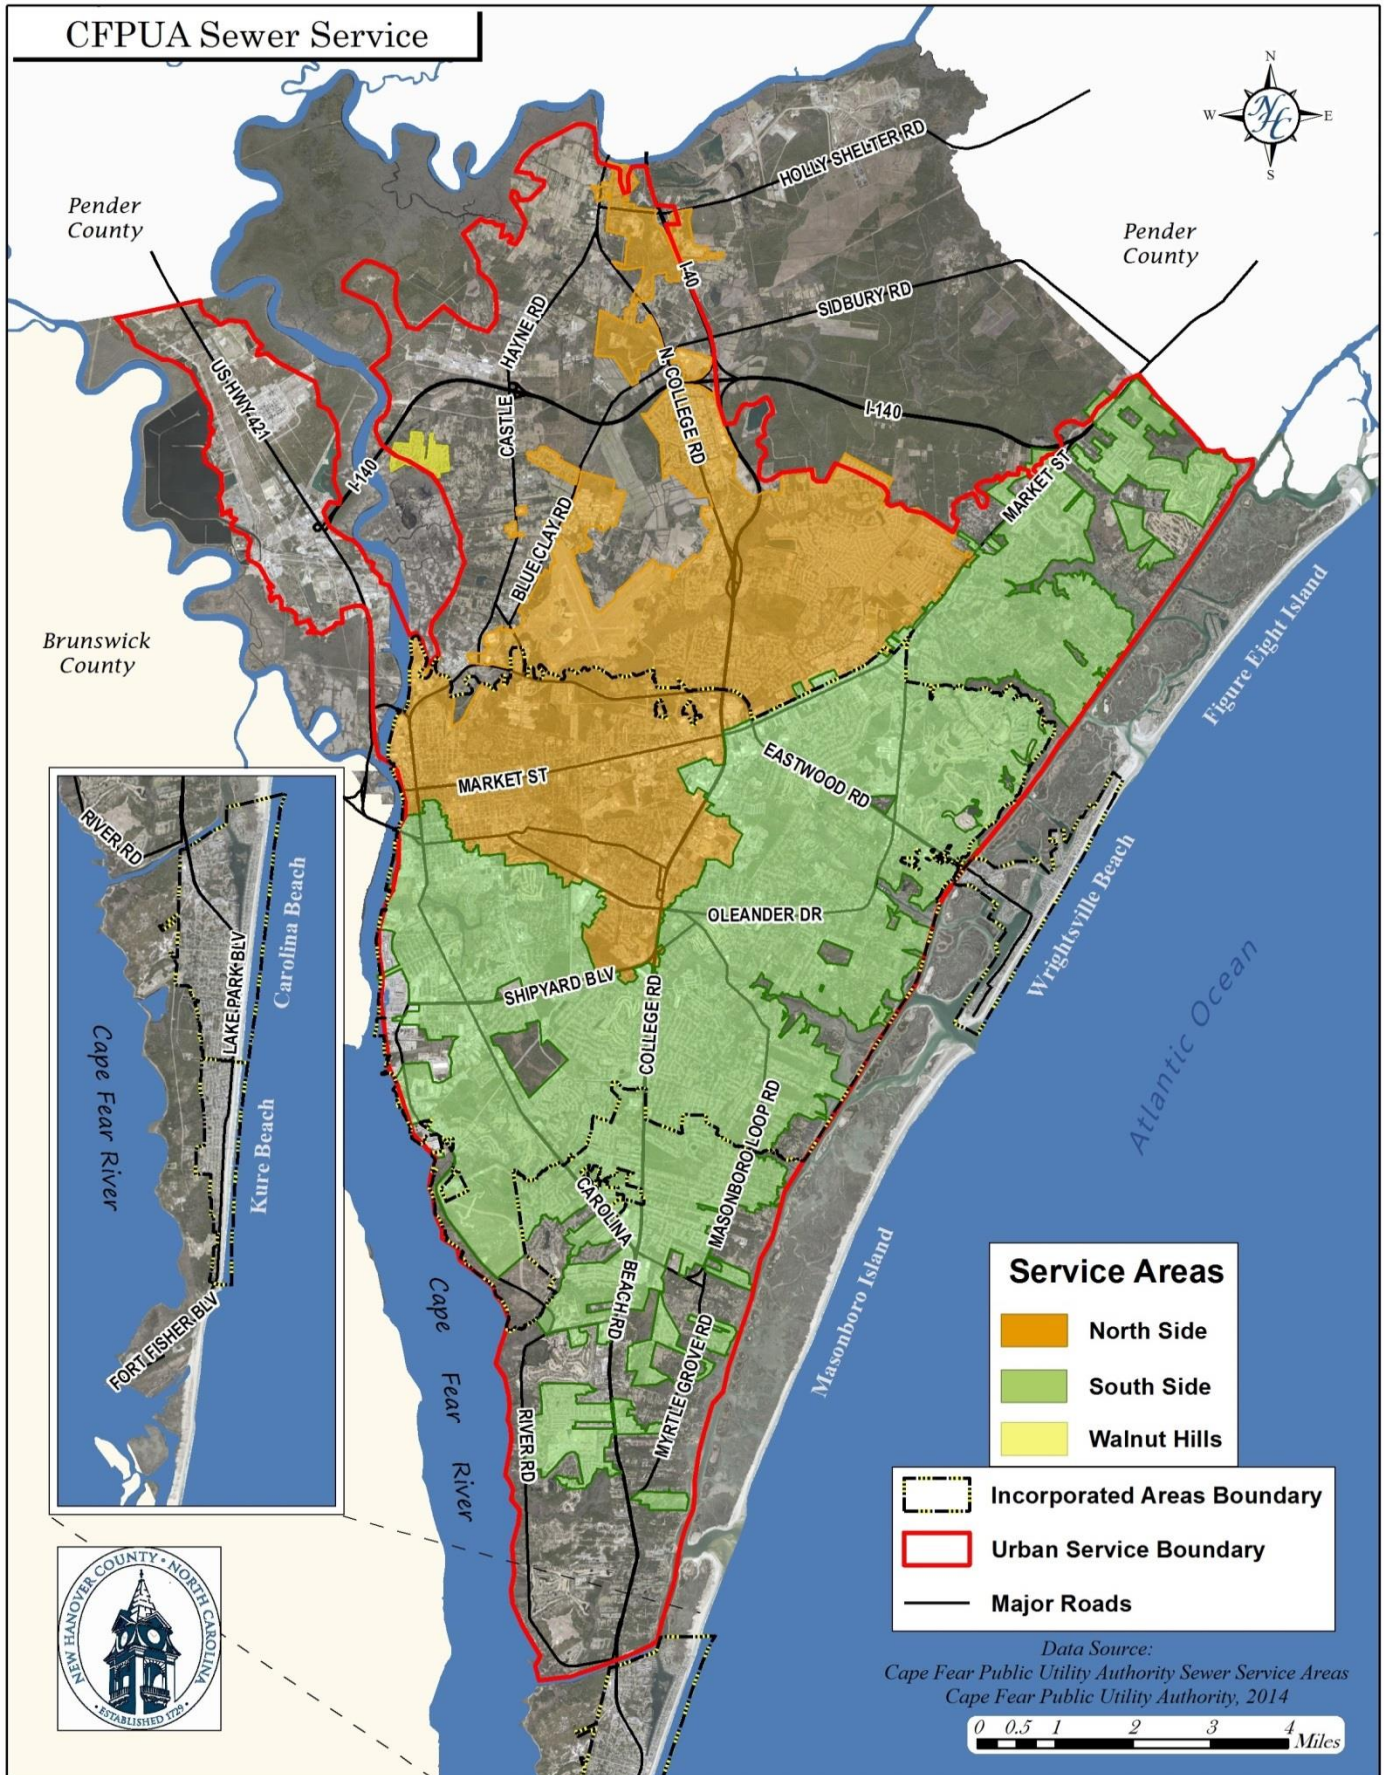 CFPUA Sewer Service
N
W
E
S
NH
C
HOLLY SHELTER RD
Pender
County
Pender
County
I-40
SIDBURY RD
CASTLE HAYNE RD
US HWY 421
N. COLLEGE RD
I-140
I-140
MARKET ST
BLUE CLAY RD
Figure Eight Island
Brunswick
County
EASTWOOD RD
MARKET ST
RIVER RD
Carolina Beach
Wrightsville Beach
OLEANDER DR
LAKE PARK BLV
SHIPYARD BLV
COLLEGE RD
Atlantic Ocean
Cape Fear River
Kure Beach
MASONBORO LOOP RD
CAROLINA BEACH RD
Masonboro Island
FORT FISHER BLV
Cape Fear River
MYRTLE GROVE RD
RIVER RD
Service Areas
North Side
South Side
Walnut Hills
Incorporated Areas Boundary
Urban Service Boundary
Major Roads
NEW HANOVER COUNTY • NORTH CAROLINA
• ESTABLISHED 1729 •
Data Source:
Cape Fear Public Utility Authority Sewer Service Areas
Cape Fear Public Utility Authority, 2014
0 0.5 1 2 3 4
Miles